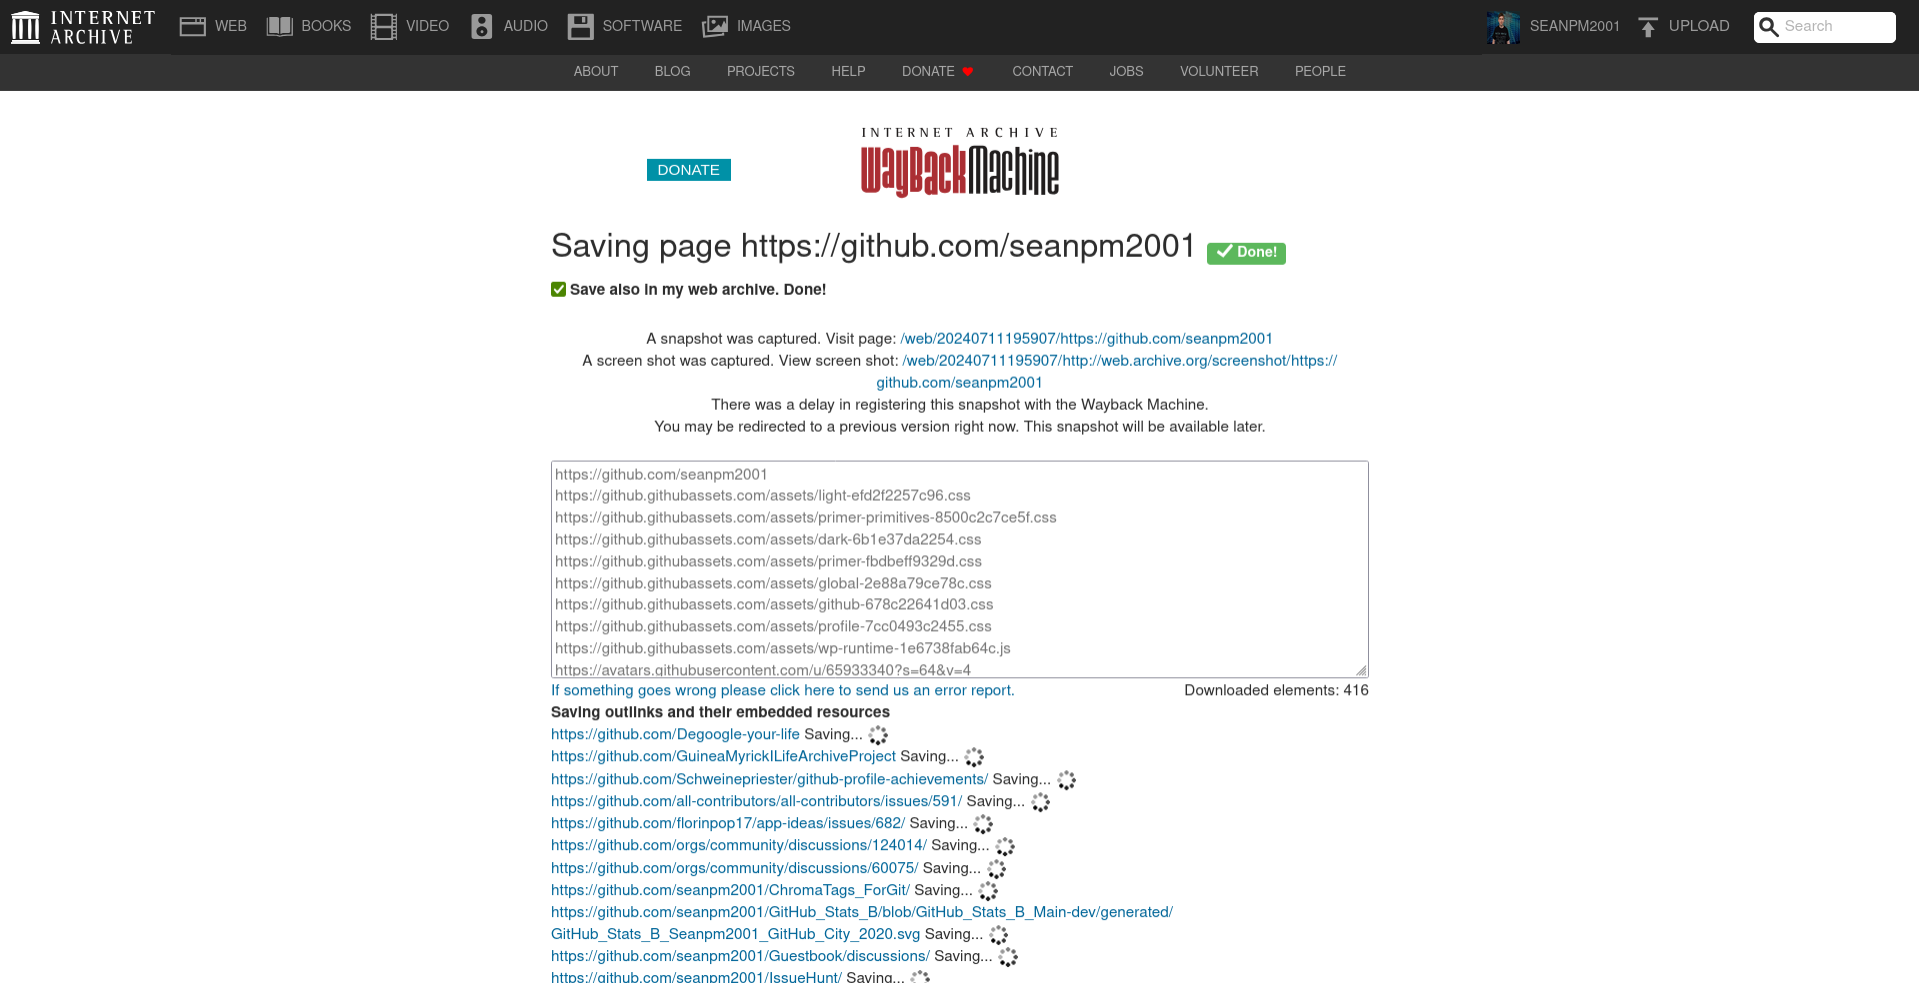 INTERNET ARCHIVE
WEB BOOKS VIDEO AUDIO SOFTWARE IMAGES SEANPM2001 UPLOAD Search
ABOUT BLOG PROJECTS HELP DONATE CONTACT JOBS VOLUNTEER PEOPLE
INTERNET ARCHIVE
WayBackMachine
DONATE
Saving page https://github.com/seanpm2001 Done!
Save also in my web archive. Done!
A snapshot was captured. Visit page: /web/20240711195907/https://github.com/seanpm2001
A screen shot was captured. View screen shot: /web/20240711195907/http://web.archive.org/screenshot/https://
github.com/seanpm2001
There was a delay in registering this snapshot with the Wayback Machine.
You may be redirected to a previous version right now. This snapshot will be available later.
https://github.com/seanpm2001
https://github.githubassets.com/assets/light-efd2f2257c96.css
https://github.githubassets.com/assets/primer-primitives-8500c2c7ce5f.css
https://github.githubassets.com/assets/dark-6b1e37da2254.css
https://github.githubassets.com/assets/primer-fbdbeff9329d.css
https://github.githubassets.com/assets/global-2e88a79ce78c.css
https://github.githubassets.com/assets/github-678c22641d03.css
https://github.githubassets.com/assets/profile-7cc0493c2455.css
https://github.githubassets.com/assets/wp-runtime-1e6738fab64c.js
https://avatars.githubusercontent.com/u/65933340?s=64&v=4
If something goes wrong please click here to send us an error report. Downloaded elements: 416
Saving outlinks and their embedded resources
https://github.com/Degoogle-your-life Saving...
https://github.com/GuineaMyrickILifeArchiveProject Saving...
https://github.com/Schweinepriester/github-profile-achievements/ Saving...
https://github.com/all-contributors/all-contributors/issues/591/ Saving...
https://github.com/florinpop17/app-ideas/issues/682/ Saving...
https://github.com/orgs/community/discussions/124014/ Saving...
https://github.com/orgs/community/discussions/60075/ Saving...
https://github.com/seanpm2001/ChromaTags_ForGit/ Saving...
https://github.com/seanpm2001/GitHub_Stats_B/blob/GitHub_Stats_B_Main-dev/generated/
GitHub_Stats_B_Seanpm2001_GitHub_City_2020.svg Saving...
https://github.com/seanpm2001/Guestbook/discussions/ Saving...
https://github.com/seanpm2001/IssueHunt/ Saving...